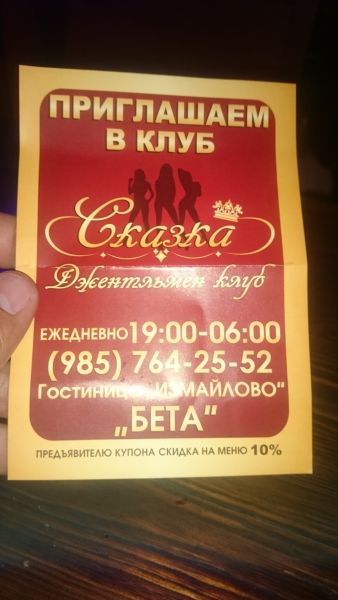 ПРИГЛАШАЕМ
В КЛУБ
Сказка
Джентльмен клуб
ЕЖЕДНЕВНО 19:00-06:00
(985) 764-25-52
Гостиница „ИЗМАЙЛОВО“
„БЕТА“
ПРЕДЪЯВИТЕЛЮ КУПОНА СКИДКА НА МЕНЮ 10%